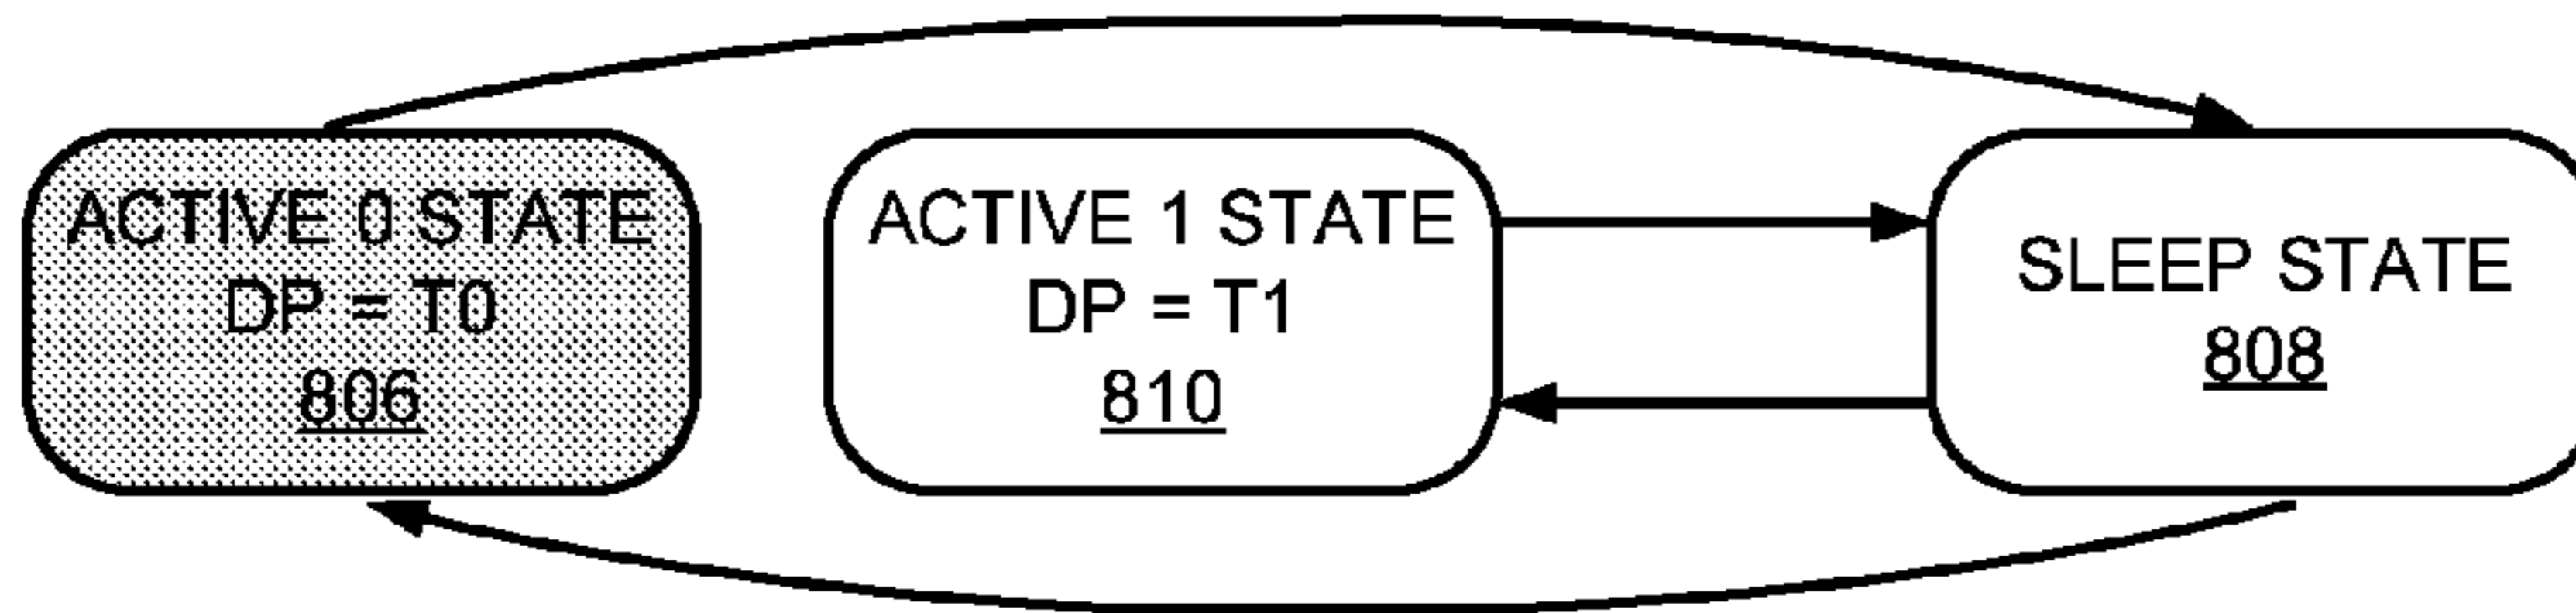 ACTIVE 0 STATE
DP = T0
806
ACTIVE 1 STATE
DP = T1
810
SLEEP STATE
808